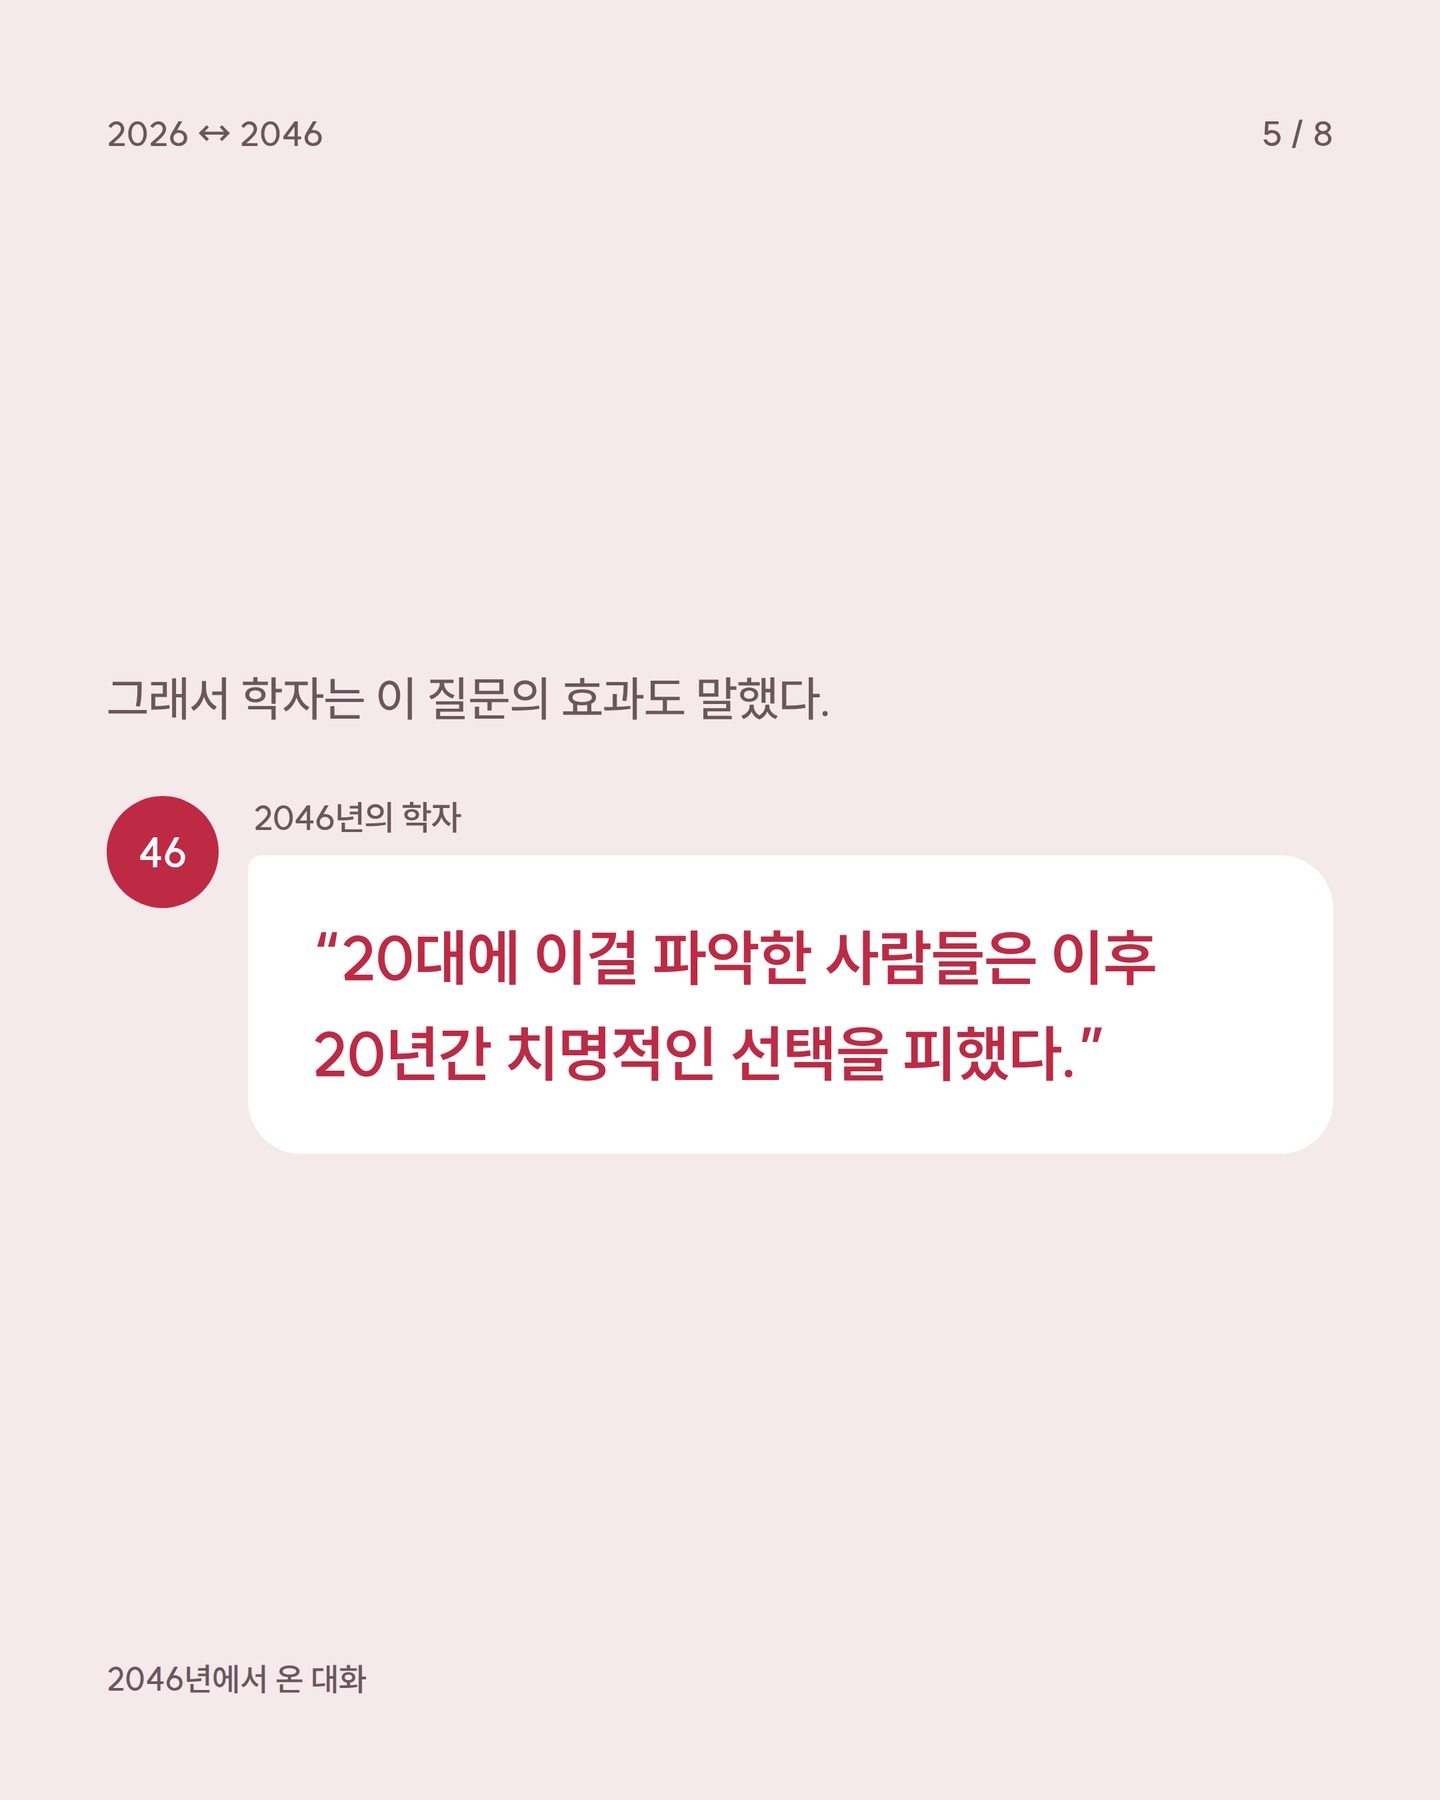 2026 ↔ 2046
5 / 8
그래서 학자는 이 질문의 효과도 말했다.
46
2046년의 학자
“20대에 이걸 파악한 사람들은 이후
20년간 치명적인 선택을 피했다.”
2046년에서 온 대화